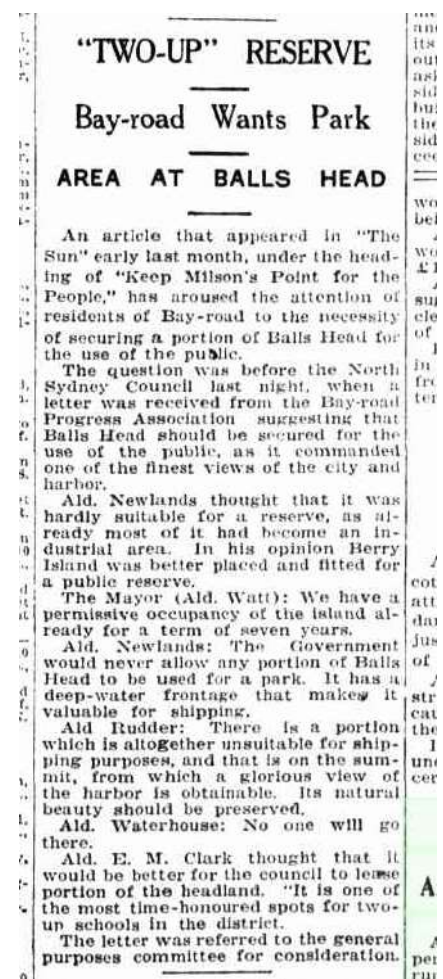 "TWO-UP" RESERVE
Bay-road Wants Park
AREA AT BALLS HEAD
An article that appeared in "The
Sun" early last month, under the head-
ing of "Keep Milson's Point for the
People," has aroused the attention of
residents of Bay-road to the necessity
of securing a portion of Balls Head for
the use of the public.
The question was before the North
Sydney Council last night, when a
letter was received from the Bay-road
Progress Association suggesting that
Balls Head should be secured for the
use of the public, as it commanded
one of the finest views of the city and
harbor.
Ald. Newlands thought that it was
hardly suitable for a reserve, as al-
ready most of it had become an in-
dustrial area. In his opinion Berry
Island was better placed and fitted for
a public reserve.
The Mayor (Ald. Watt): We have a
permissive occupancy of the island al-
ready for a term of seven years.
Ald. Newlands: The Government
would never allow any portion of Balls
Head to be used for a park. It has a
deep-water frontage that makes it
valuable for shipping.
Ald Rudder: There is a portion
which is altogether unsuitable for ship-
ping purposes, and that is on the sum-
mit, from which a glorious view of
the harbor is obtainable. Its natural
beauty should be preserved.
Ald. Waterhouse: No one will go
there.
Ald. E. M. Clark thought that it
would be better for the council to lease
portion of the headland. "It is one of
the most time-honoured spots for two-
up schools in the district.
The letter was referred to the general
purposes committee for consideration.